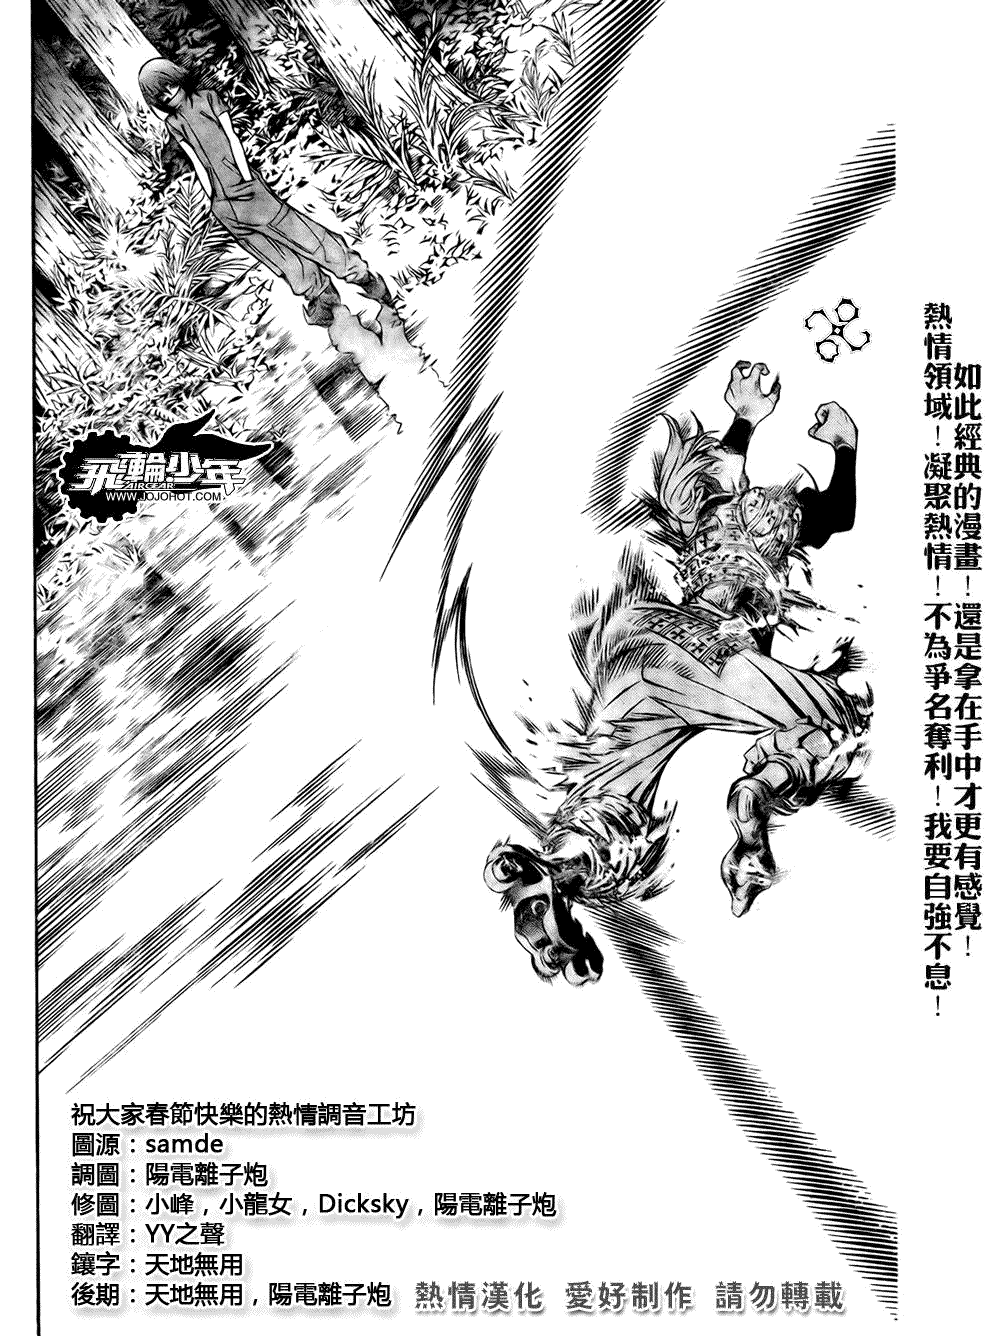 如此經典的漫畫！還是拿在手中才更有感覺！
熱情領域！凝聚熱情！不為爭名奪利！我要自強不息！
飛輪少年
AIRGEAR
WWW.JOJOHOT.COM
祝大家春節快樂的熱情調音工坊
圖源：samde
調圖：陽電離子炮
修圖：小峰，小龍女，Dicksky，陽電離子炮
翻譯：YY之聲
鑲字：天地無用
後期：天地無用，陽電離子炮
熱情漢化 愛好制作 請勿轉載